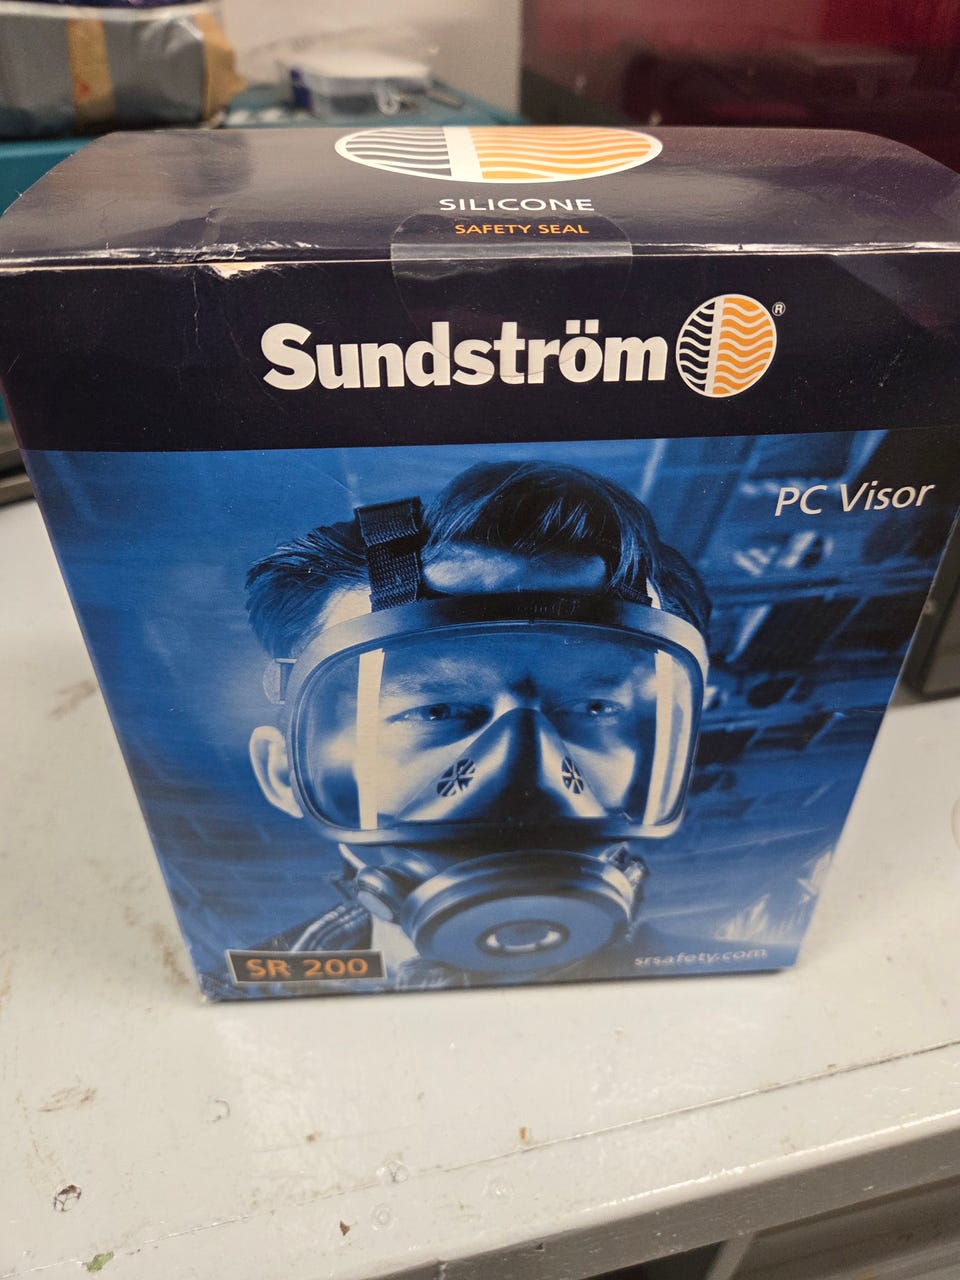 SILICONE
SAFETY SEAL
Sundström®
PC Visor
SR 200
srsafety.com